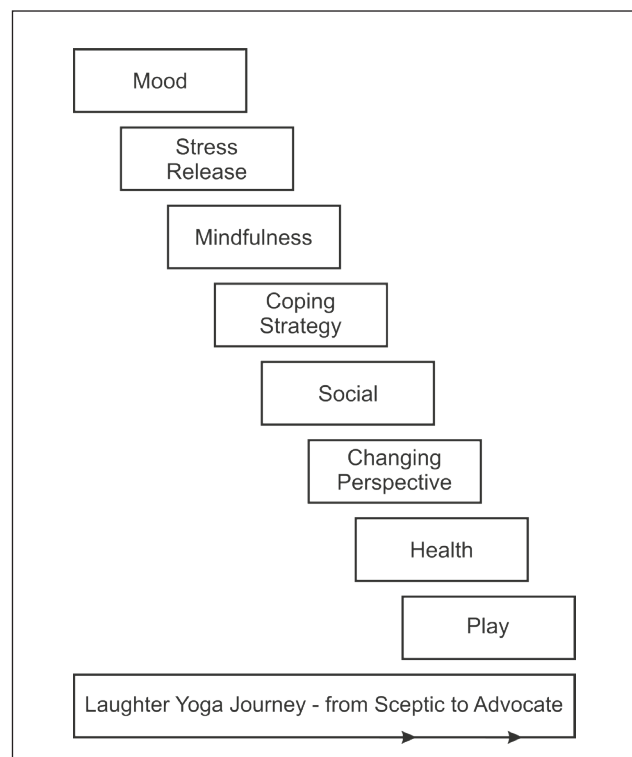 Mood
Stress
Release
Mindfulness
Coping
Strategy
Social
Changing
Perspective
Health
Play
Laughter Yoga Journey - from Sceptic to Advocate